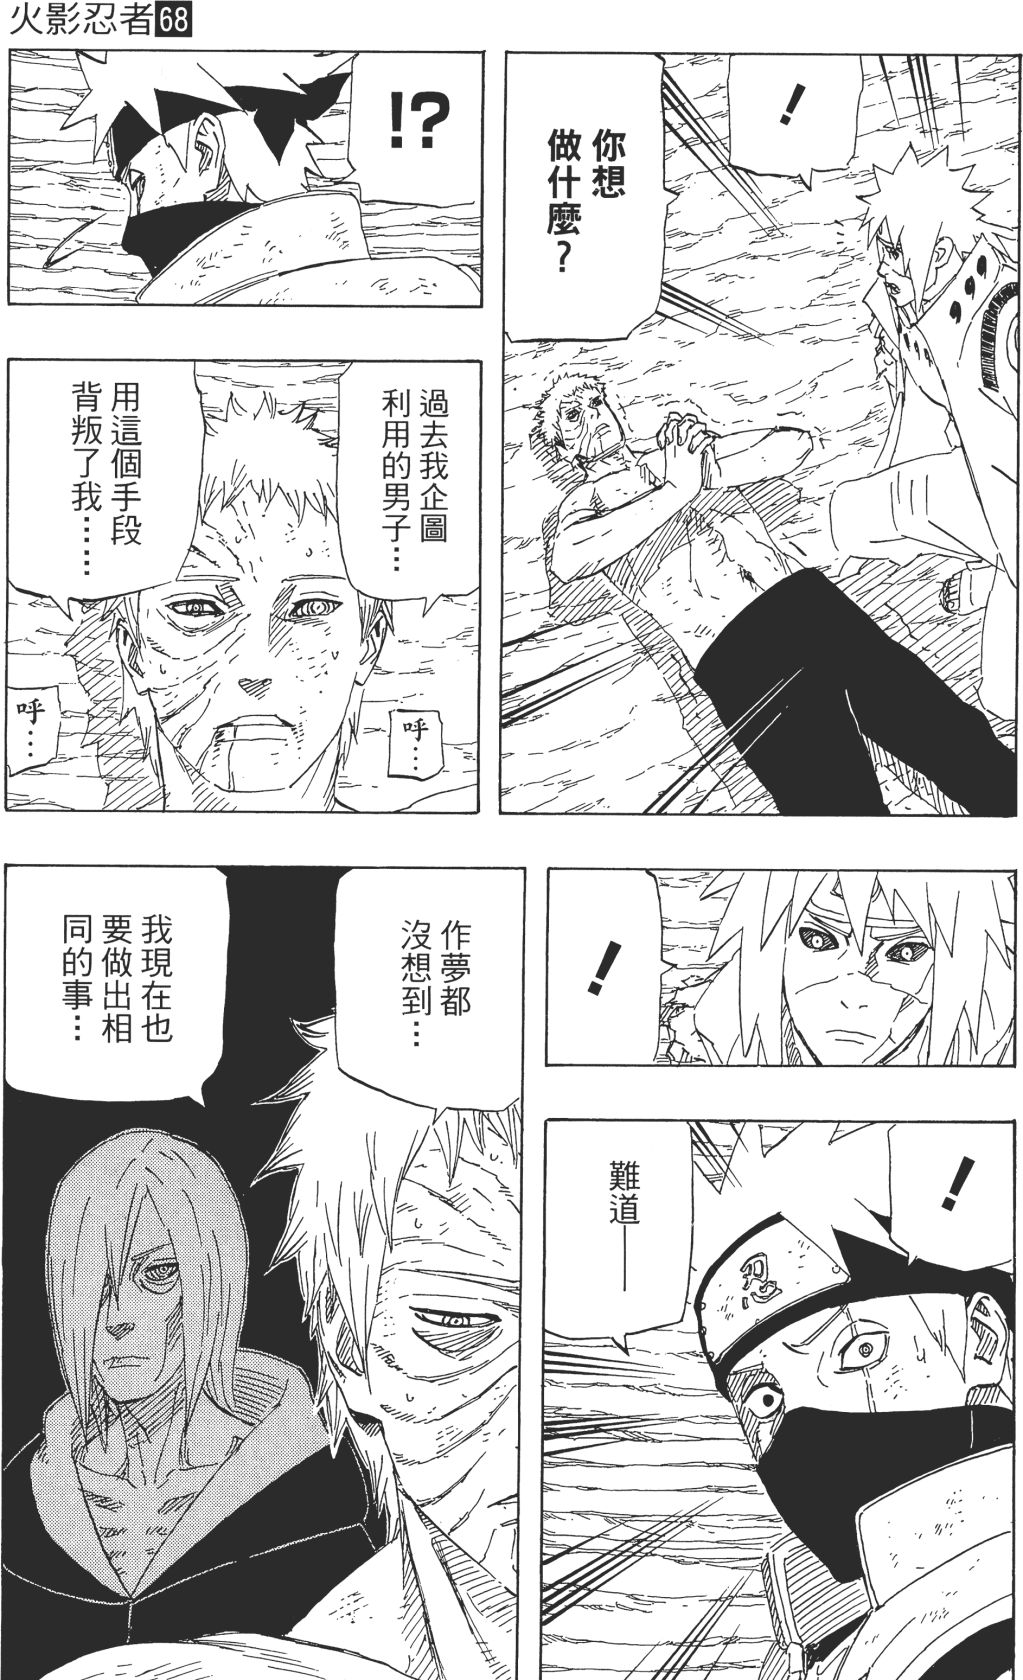 火影忍者68
!
你想
做什麼?
!?
過去我企圖
利用的男子…
用這個手段
背叛了我……
呼…
呼…
!
!
難道——
作夢都
沒想到…
我現在也
要做出相
同的事…
忍